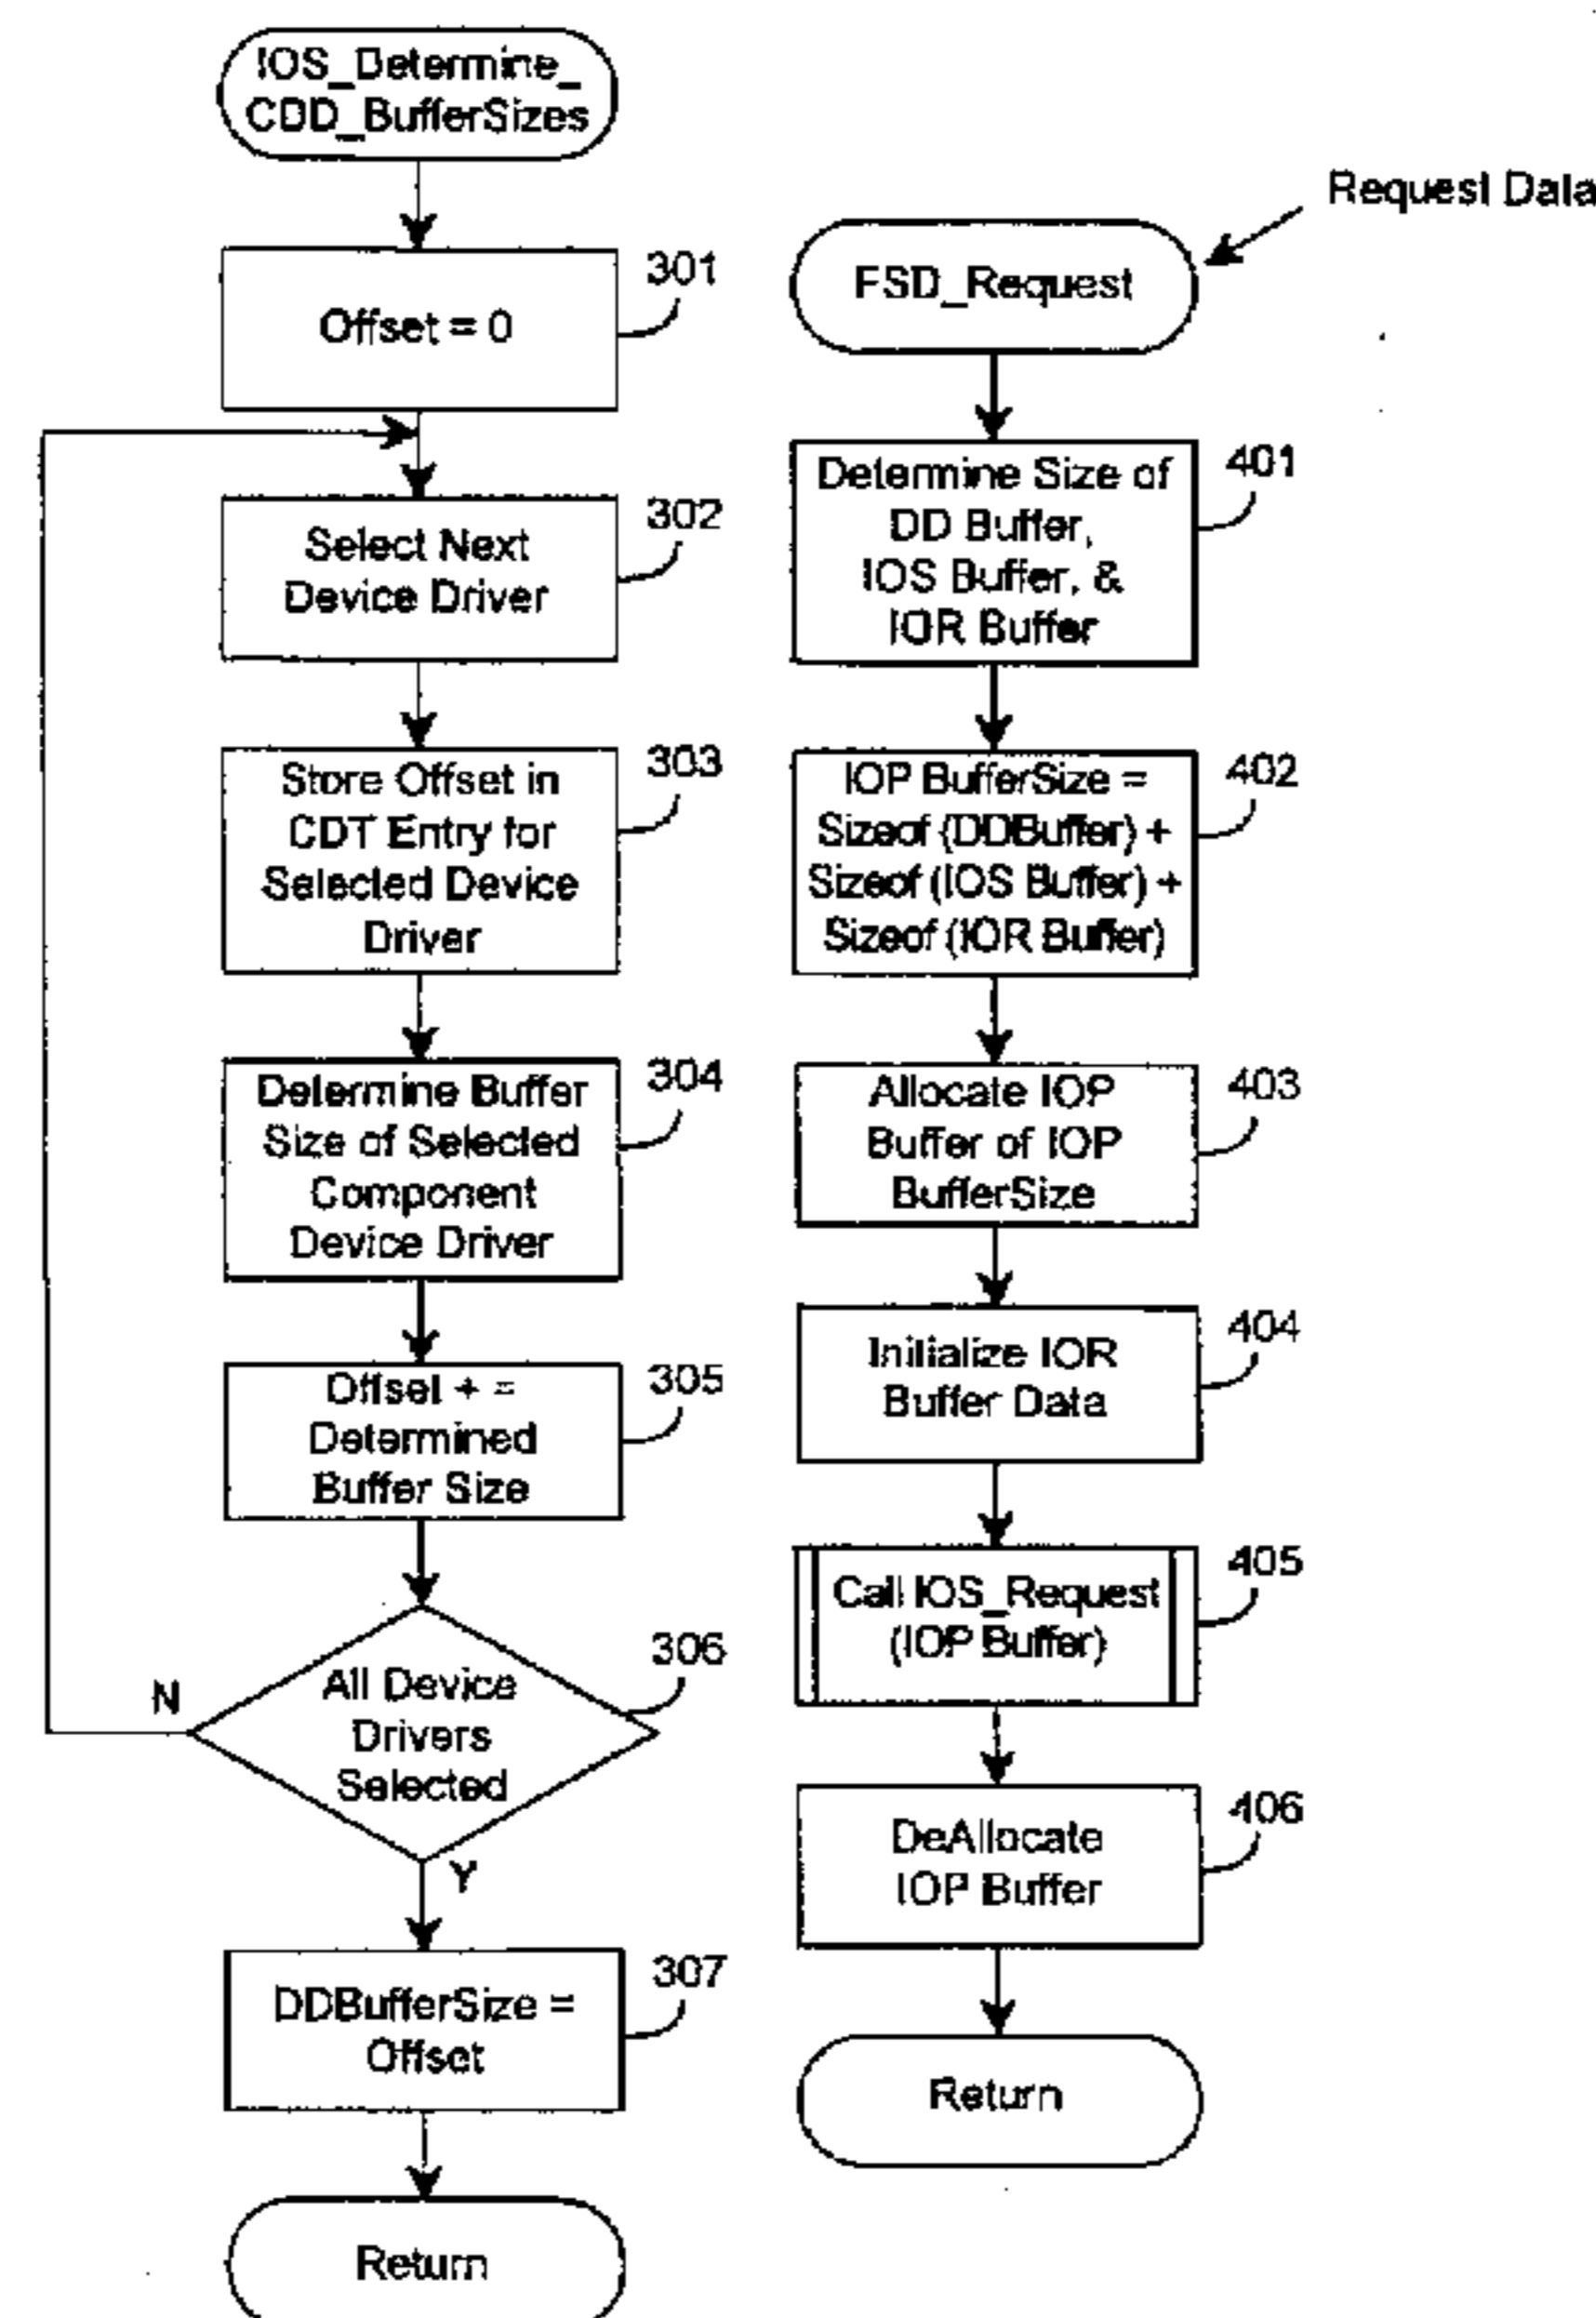 IOS_Determine_
CDD_BufferSizes
301
Offset = 0
302
Select Next
Device Driver
303
Store Offset in
CDT Entry for
Selected Device
Driver
304
Determine Buffer
Size of Selected
Component
Device Driver
305
Offset + =
Determined
Buffer Size
306
All Device
Drivers
Selected
N
Y
307
DDBufferSize =
Offset
Return
Request Data
FSD_Request
401
Determine Size of
DD Buffer,
IOS Buffer, &
IOR Buffer
402
IOP BufferSize =
Sizeof (DDBuffer) +
Sizeof (IOS Buffer) +
Sizeof (IOR Buffer)
403
Allocate IOP
Buffer of IOP
BufferSize
404
Initialize IOR
Buffer Data
405
Call IOS_Request
(IOP Buffer)
406
DeAllocate
IOP Buffer
Return